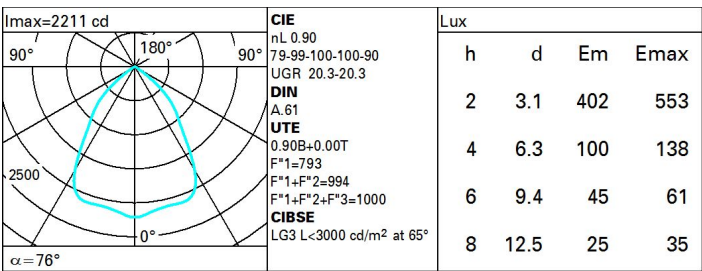 Imax=2211 cd
90°
180°
90°
2500
0°
α=76°
CIE
nL 0.90
79-99-100-100-90
UGR 20.3-20.3
DIN
A.61
UTE
0.90B+0.00T
F"1=793
F"1+F"2=994
F"1+F"2+F"3=1000
CIBSE
LG3 L<3000 cd/m² at 65°
Lux
h d Em Emax
2 3.1 402 553
4 6.3 100 138
6 9.4 45 61
8 12.5 25 35